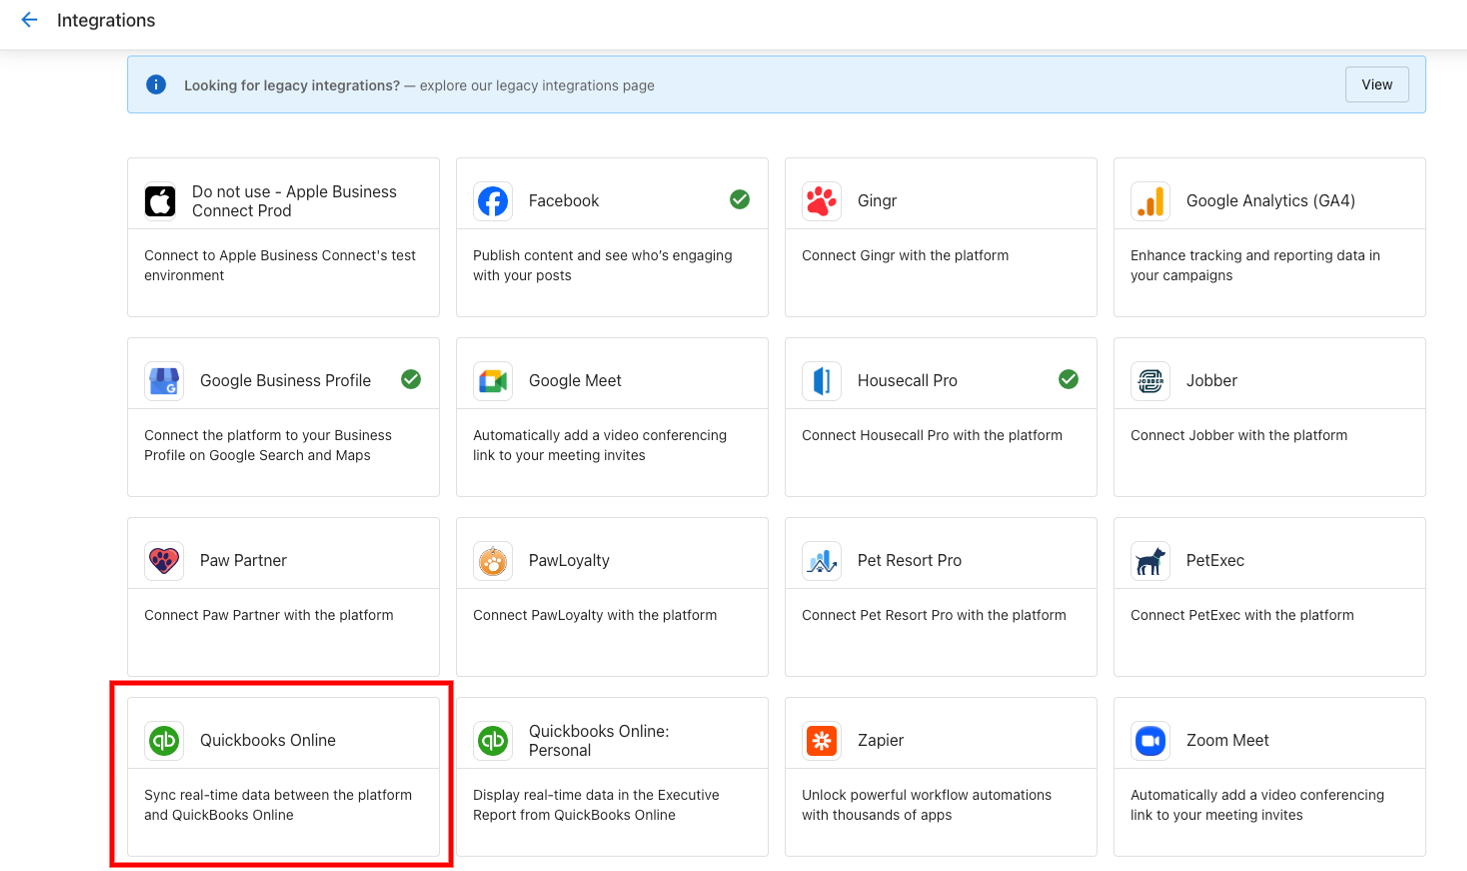 Integrations
Looking for legacy integrations? — explore our legacy integrations page
View
Do not use - Apple Business
Connect Prod
Connect to Apple Business Connect's test
environment
Facebook
Publish content and see who's engaging
with your posts
Gingr
Connect Gingr with the platform
Google Analytics (GA4)
Enhance tracking and reporting data in
your campaigns
G
Google Business Profile
Connect the platform to your Business
Profile on Google Search and Maps
Google Meet
Automatically add a video conferencing
link to your meeting invites
Housecall Pro
Connect Housecall Pro with the platform
JOBBER
Jobber
Connect Jobber with the platform
Paw Partner
Connect Paw Partner with the platform
PawLoyalty
Connect PawLoyalty with the platform
Pet Resort Pro
Connect Pet Resort Pro with the platform
PetExec
Connect PetExec with the platform
qb
Quickbooks Online
Sync real-time data between the platform
and QuickBooks Online
qb
Quickbooks Online:
Personal
Display real-time data in the Executive
Report from QuickBooks Online
Zapier
Unlock powerful workflow automations
with thousands of apps
Zoom Meet
Automatically add a video conferencing
link to your meeting invites